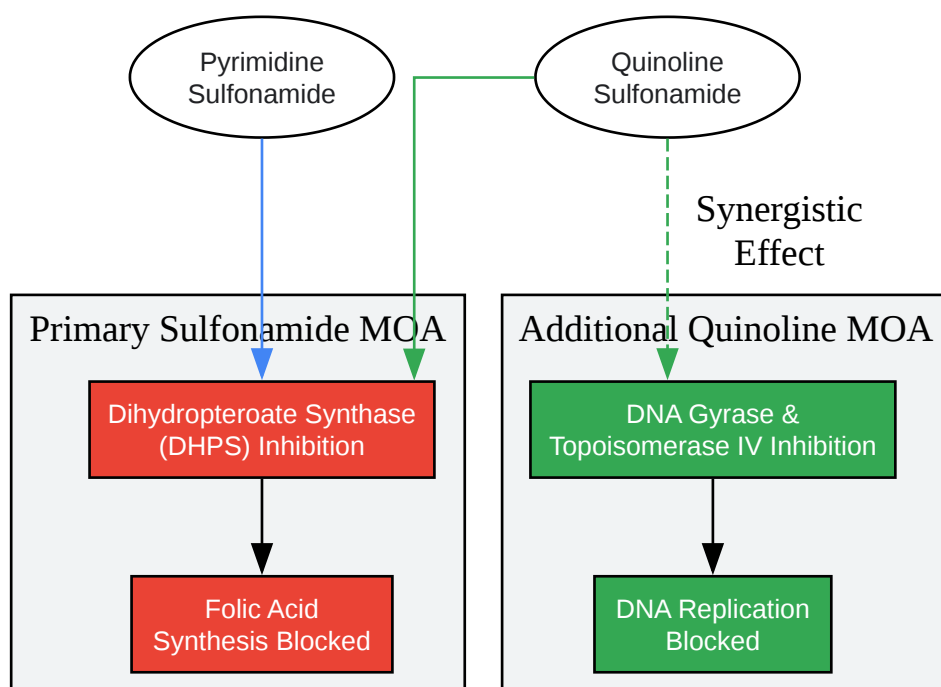 Pyrimidine
Sulfonamide
Quinoline
Sulfonamide
Synergistic
Effect
Primary Sulfonamide MOA
Additional Quinoline MOA
Dihydropteroate Synthase
(DHPS) Inhibition
DNA Gyrase &
Topoisomerase IV Inhibition
Folic Acid
Synthesis Blocked
DNA Replication
Blocked